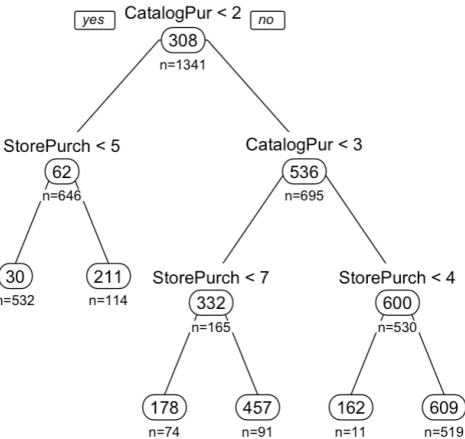 yes CatalogPur < 2 no
308
n=1341
StorePurch < 5 CatalogPur < 3
62 536
n=646 n=695
30 211 StorePurch < 7 StorePurch < 4
n=532 n=114 332 600
n=165 n=530
178 457 162 609
n=74 n=91 n=11 n=519